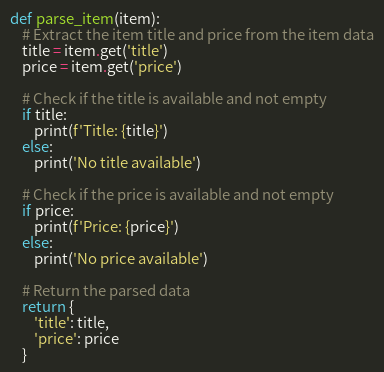 def parse_item(item):
    # Extract the item title and price from the item data
    title = item.get('title')
    price = item.get('price')

    # Check if the title is available and not empty
    if title:
        print(f'Title: {title}')
    else:
        print('No title available')

    # Check if the price is available and not empty
    if price:
        print(f'Price: {price}')
    else:
        print('No price available')

    # Return the parsed data
    return {
        'title': title,
        'price': price
    }